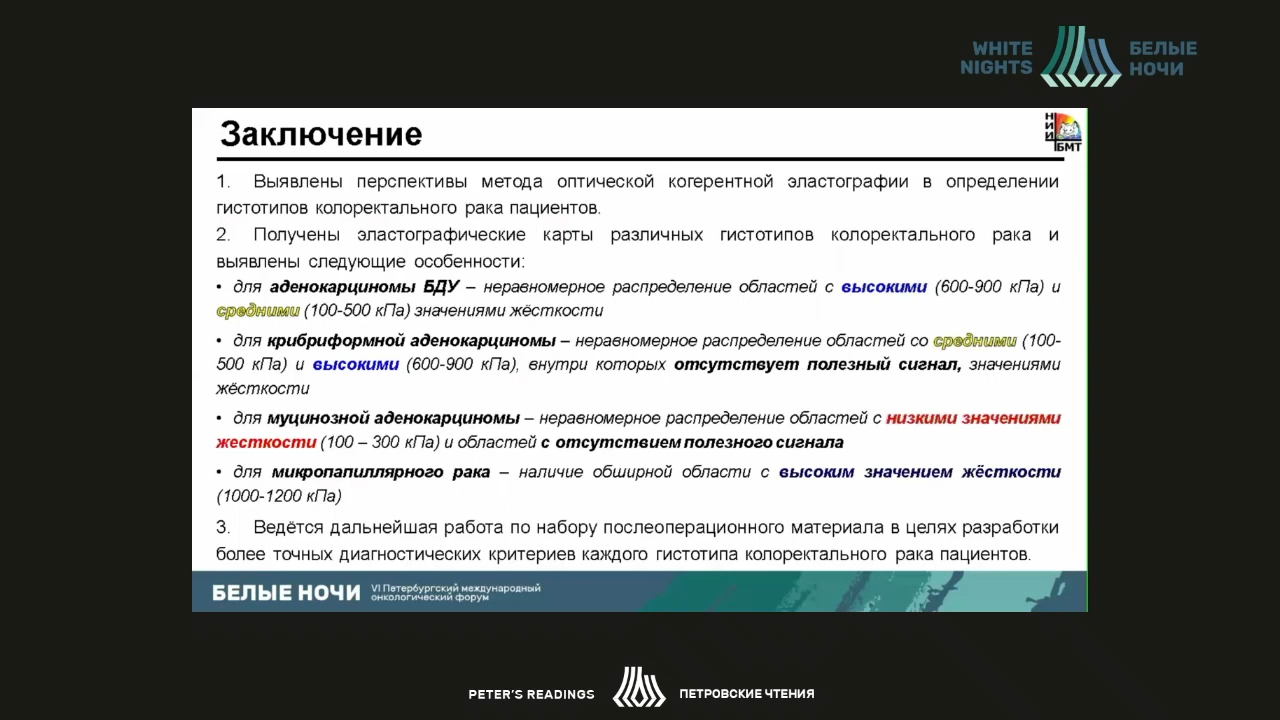 WHITE
NIGHTS
БЕЛЫЕ
НОЧИ
Заключение
НИИ
БМТ
1. Выявлены перспективы метода оптической когерентной эластографии в определении
гистотипов колоректального рака пациентов.
2. Получены эластографические карты различных гистотипов колоректального рака и
выявлены следующие особенности:
• для аденокарциномы БДУ – неравномерное распределение областей с высокими (600-900 кПа) и
средними (100-500 кПа) значениями жёсткости
• для крибриформной аденокарциномы – неравномерное распределение областей со средними (100-
500 кПа) и высокими (600-900 кПа), внутри которых отсутствует полезный сигнал, значениями
жёсткости
• для муцинозной аденокарциномы – неравномерное распределение областей с низкими значениями
жесткости (100 – 300 кПа) и областей с отсутствием полезного сигнала
• для микропапиллярного рака – наличие обширной области с высоким значением жёсткости
(1000-1200 кПа)
3. Ведётся дальнейшая работа по набору послеоперационного материала в целях разработки
более точных диагностических критериев каждого гистотипа колоректального рака пациентов.
БЕЛЫЕ НОЧИ
VI Петербургский международный
онкологический форум
PETER'S READINGS
ПЕТРОВСКИЕ ЧТЕНИЯ